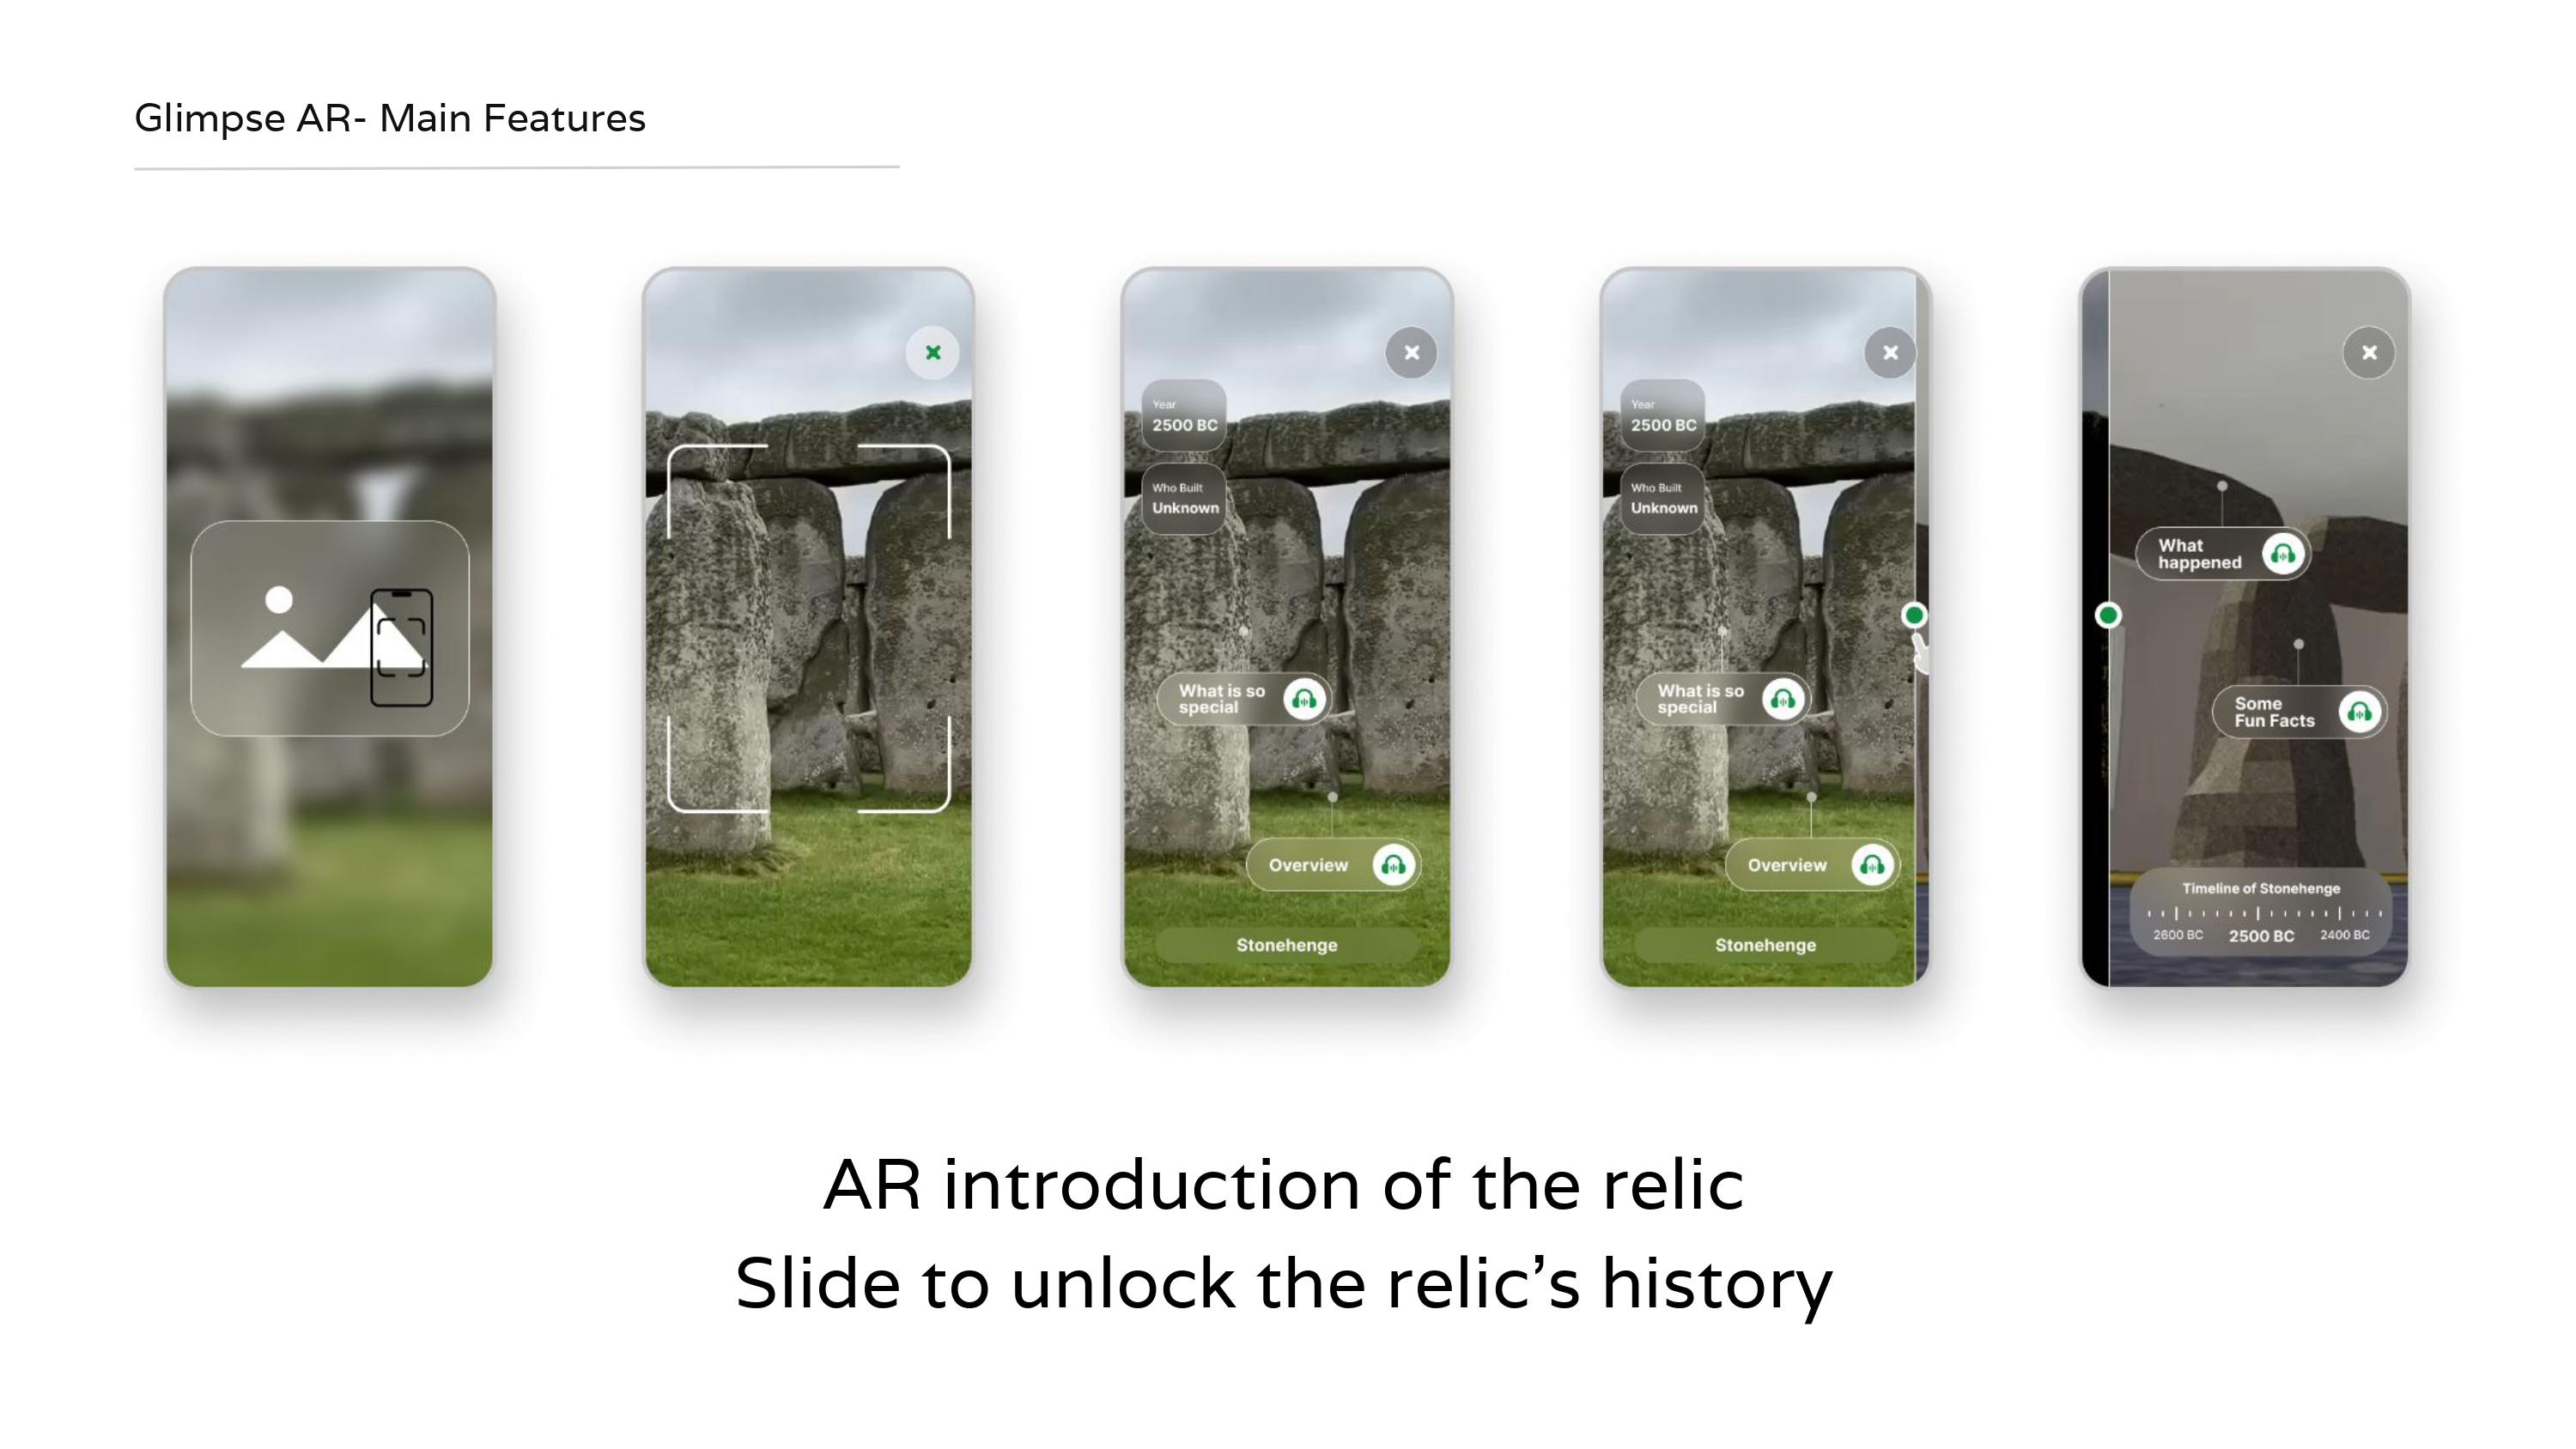 Glimpse AR- Main Features
Year
2500 BC
Who Built
Unknown
What is so
special
Overview
Stonehenge
Year
2500 BC
Who Built
Unknown
What is so
special
Overview
Stonehenge
What
happened
Some
Fun Facts
Timeline of Stonehenge
2600 BC 2500 BC 2400 BC
AR introduction of the relic
Slide to unlock the relic’s history